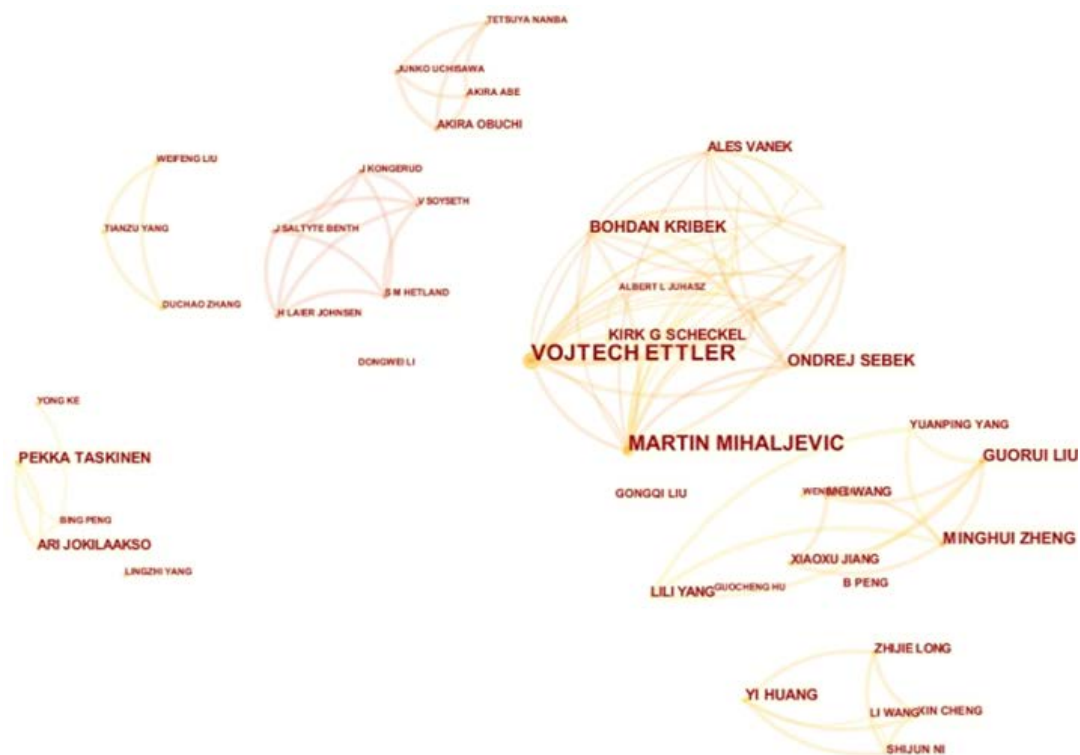 TETSUYA NANBA
JUNKO UCHISAWA
AKIRA ABE
AKIRA OBUCHI
WEIFENG LIU
TIANZU YANG
DUCHAO ZHANG
J KONGERUD
V SOYSETH
J SALTYTE BENTH
S M HETLAND
H LAIER JOHNSEN
DONGWEI LI
ALES VANEK
BOHDAN KRIBEK
ALBERT L JUHASZ
KIRK G SCHECKEL
VOJTECH ETTLER
ONDREJ SEBEK
MARTIN MIHALJEVIC
GONGQI LIU
YONG KE
PEKKA TASKINEN
BING PENG
ARI JOKILAAKSO
LINGZHI YANG
YUANPING YANG
GUORUI LIU
WANG
MINGHUI ZHENG
XIAOXU JIANG
B PENG
LILI YANG
GUOCHENG HU
ZHIJIE LONG
YI HUANG
LI WANG
XIN CHENG
SHIJUN NI